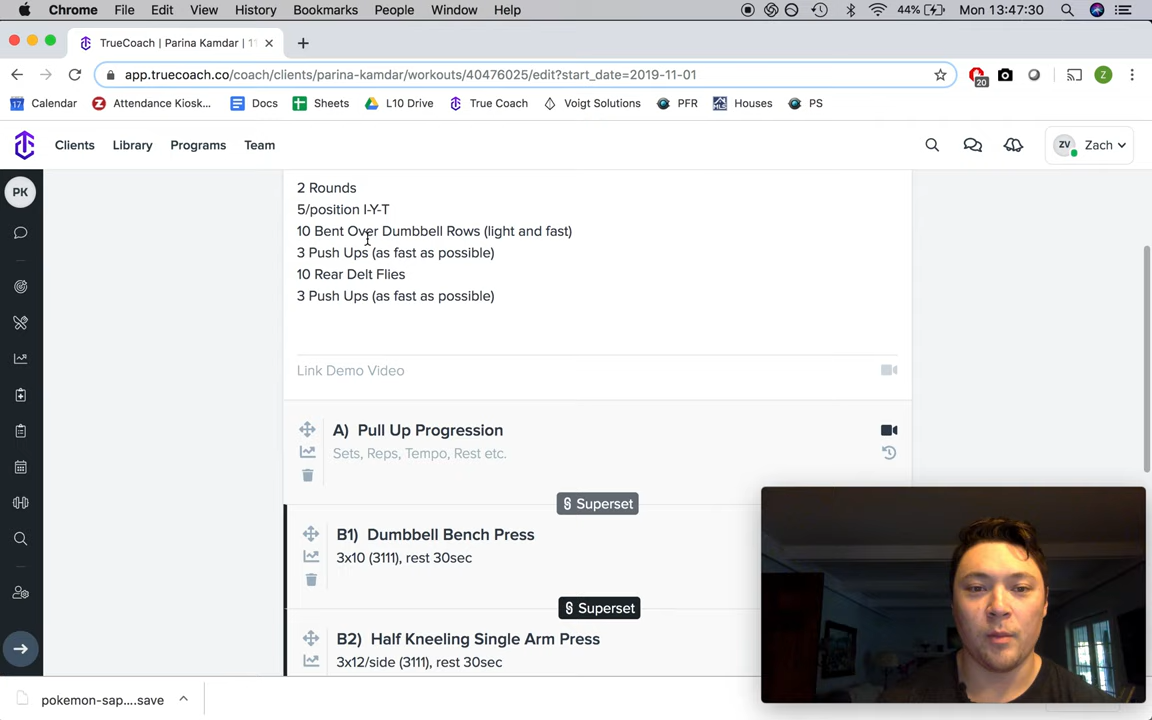 Chrome File Edit View History Bookmarks People Window Help 44% Mon 13:47:30
TrueCoach | Parina Kamdar | 1
app.truecoach.co/coach/clients/parina-kamdar/workouts/40476025/edit?start_date=2019-11-01 20 Z
17 Calendar Attendance Kiosk... Docs Sheets L10 Drive True Coach Voigt Solutions PFR MLS Houses PS
Clients Library Programs Team ZV Zach
PK
2 Rounds
5/position I-Y-T
10 Bent Over Dumbbell Rows (light and fast)
3 Push Ups (as fast as possible)
10 Rear Delt Flies
3 Push Ups (as fast as possible)
Link Demo Video
A) Pull Up Progression
Sets, Reps, Tempo, Rest etc.
Superset
B1) Dumbbell Bench Press
3x10 (3111), rest 30sec
Superset
B2) Half Kneeling Single Arm Press
3x12/side (3111), rest 30sec
pokemon-sap....save